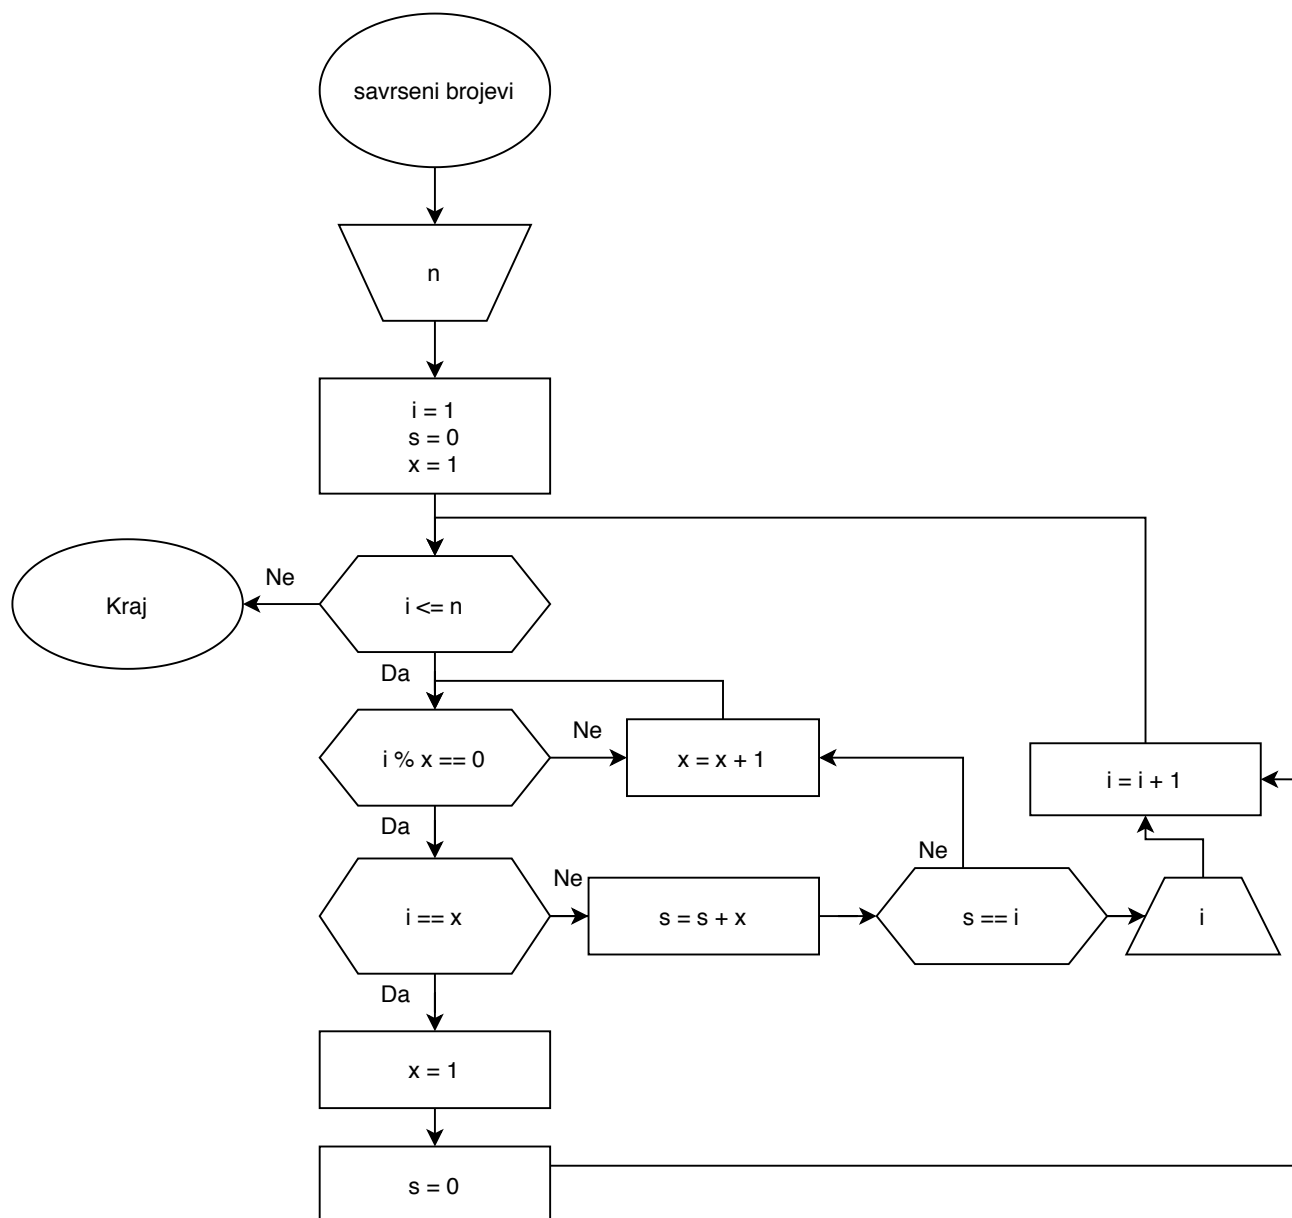 savrseni brojevi
n
i = 1
s = 0
x = 1
Ne
Kraj
i <= n
Da
Ne
i % x == 0
x = x + 1
i = i + 1
Da
Ne
Ne
i == x
s = s + x
s == i
i
Da
x = 1
s = 0